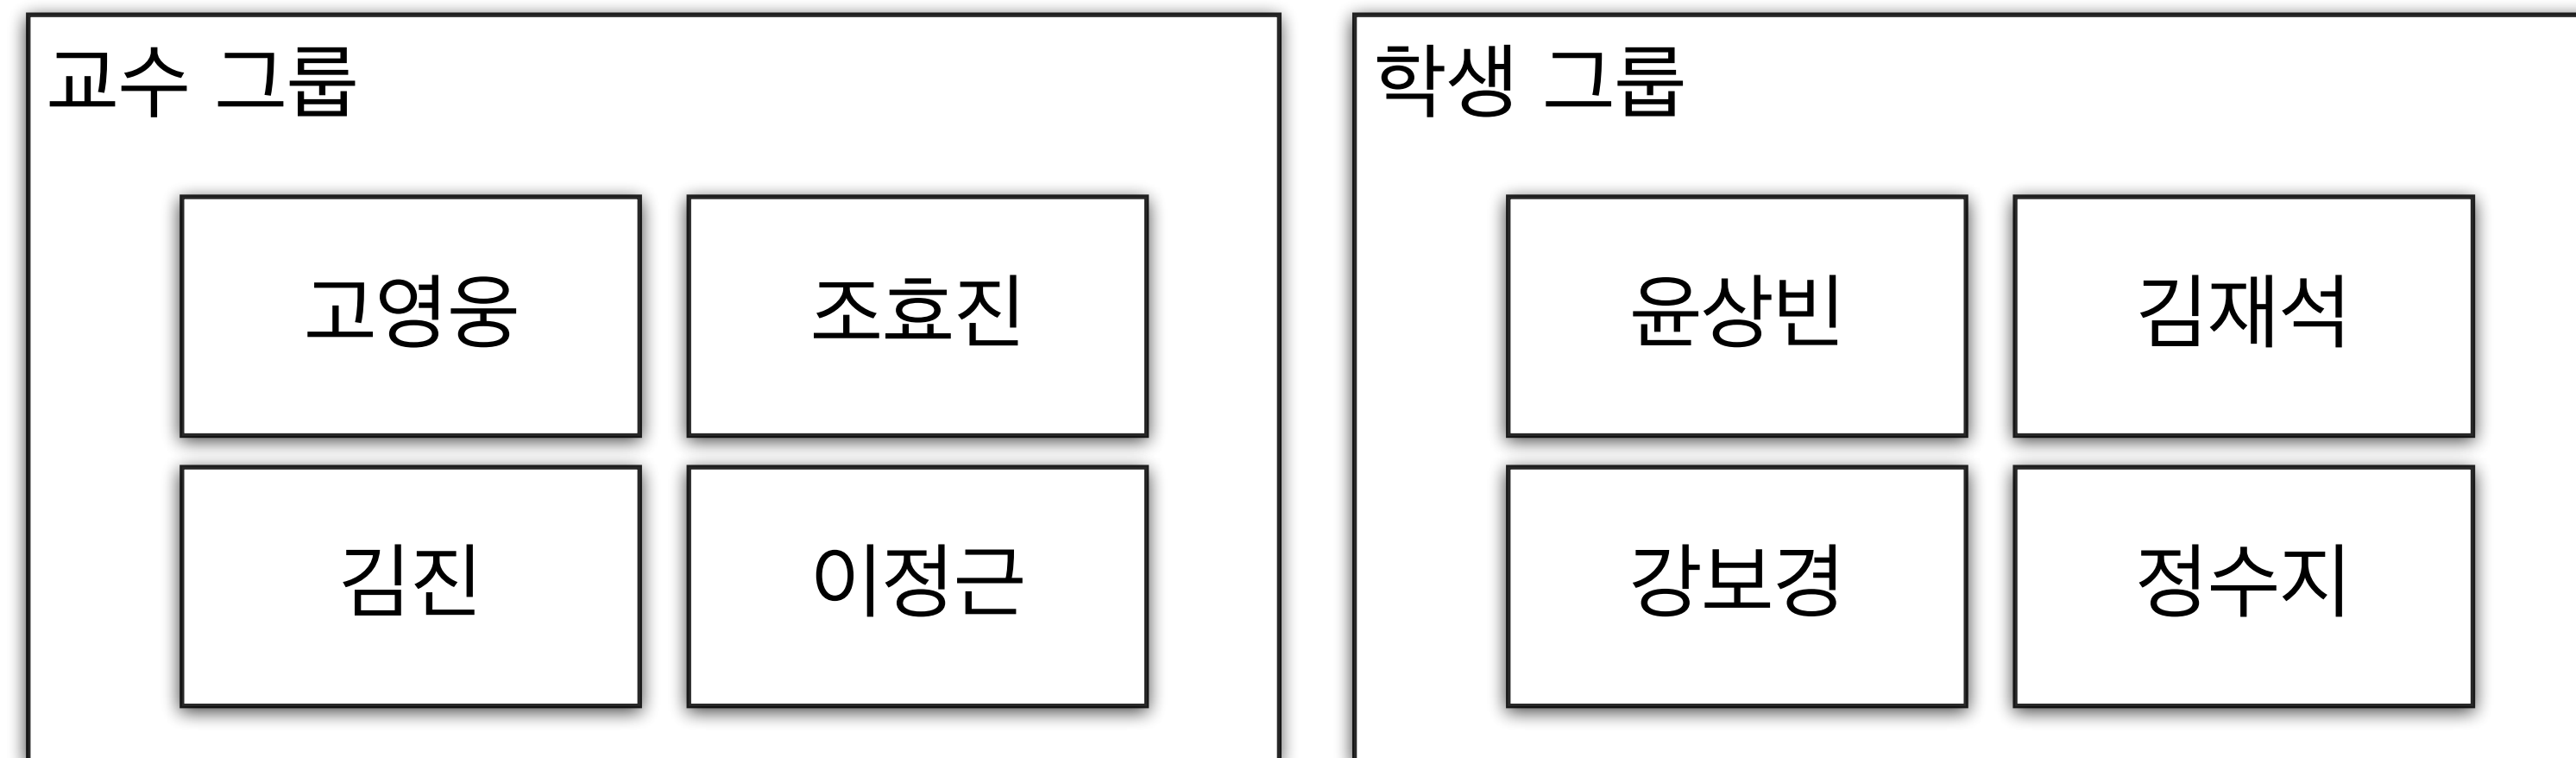 교수 그룹
고영웅
조효진
김진
이정근
학생 그룹
윤상빈
김재석
강보경
정수지